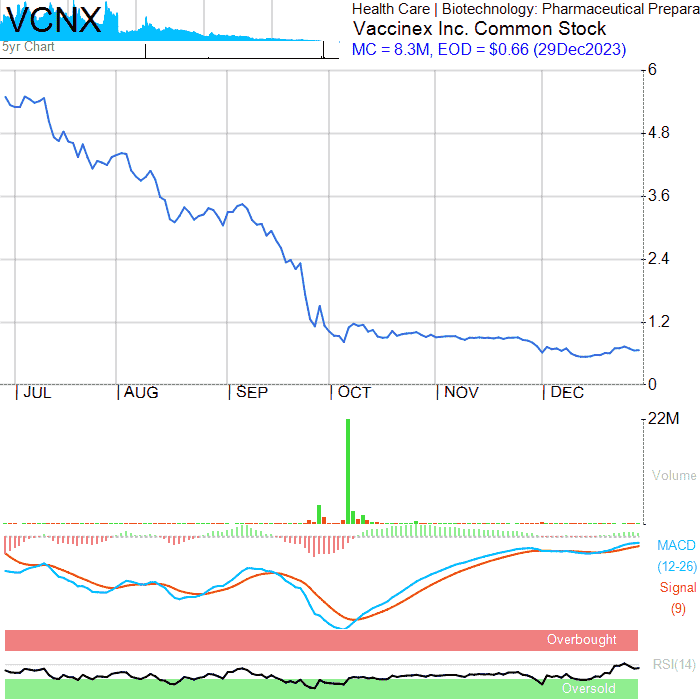 VCNX
5yr Chart
Health Care | Biotechnology: Pharmaceutical Prepara
Vaccinex Inc. Common Stock
MC = 8.3M, EOD = $0.66 (29Dec2023)
6
4.8
3.6
2.4
1.2
0
JUL AUG SEP OCT NOV DEC
22M
Volume
MACD
(12-26)
Signal
(9)
Overbought
RSI(14)
Oversold